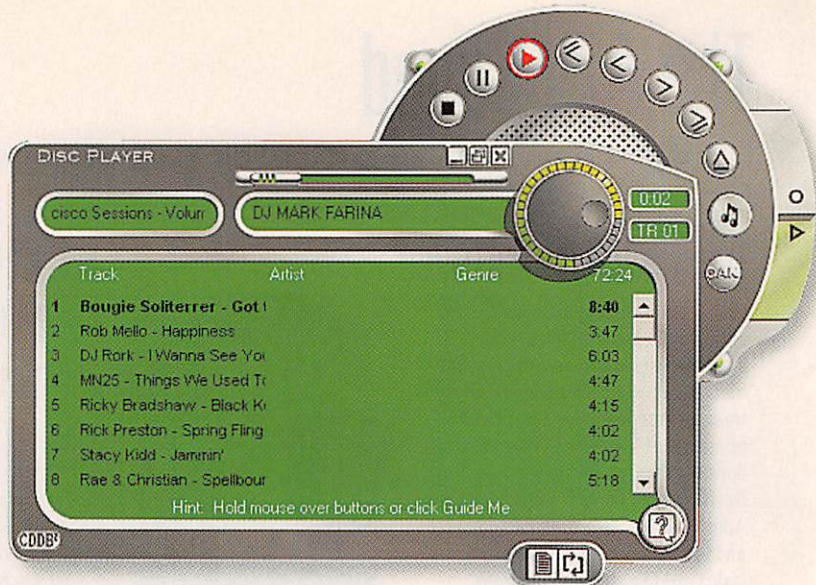 DISC PLAYER
cisco Sessions - Volun
DJ MARK FARINA
0:02
TR 01
Track Artist Genre 72:24
1 Bougie Soliterrer - Got t 8:40
2 Rob Mello - Happiness 3:47
3 DJ Rork - I Wanna See You 6:03
4 MN25 - Things We Used To 4:47
5 Ricky Bradshaw - Black K 4:15
6 Rick Preston - Spring Fling 4:02
7 Stacy Kidd - Jammin' 4:02
8 Rae & Christian - Spellbour 5:18
Hint: Hold mouse over buttons or click Guide Me
CDDB²